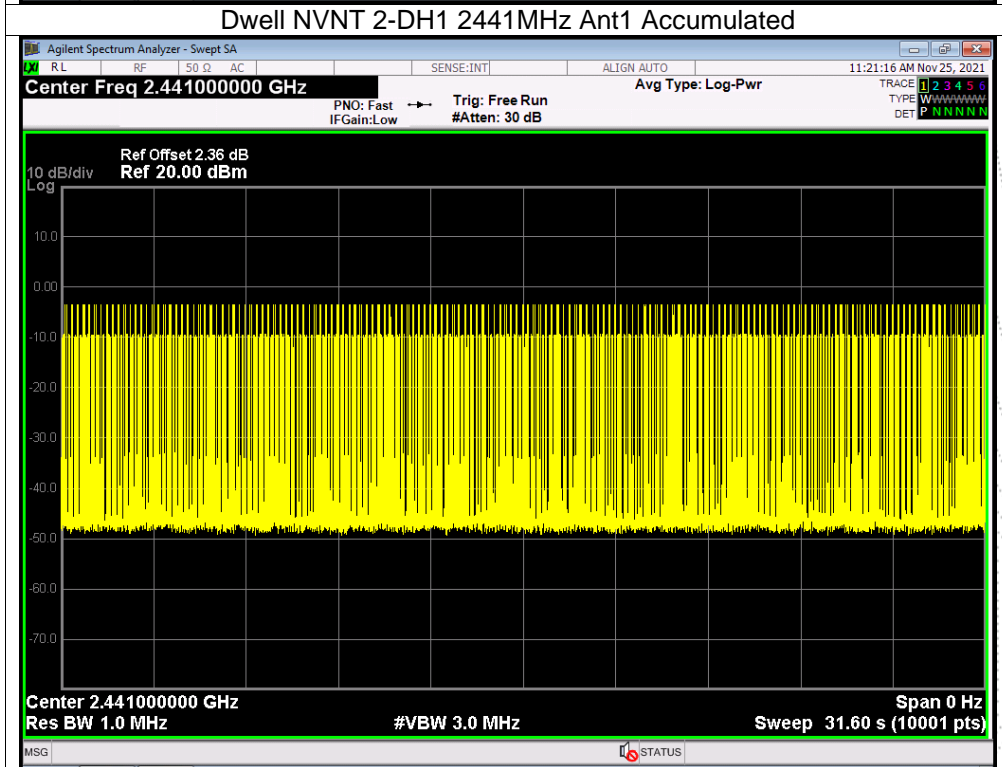 Dwell NVNT 2-DH1 2441MHz Ant1 Accumulated
Agilent Spectrum Analyzer - Swept SA
LXI RL RF 50 Ω AC SENSE:INT ALIGN AUTO 11:21:16 AM Nov 25, 2021
Center Freq 2.441000000 GHz Avg Type: Log-Pwr TRACE 1 2 3 4 5 6
PNO: Fast Trig: Free Run TYPE WWWWWW
IFGain:Low #Atten: 30 dB DET P N N N N N
Ref Offset 2.36 dB
10 dB/div Ref 20.00 dBm
Log
10.0
0.00
-10.0
-20.0
-30.0
-40.0
-50.0
-60.0
-70.0
Center 2.441000000 GHz Span 0 Hz
Res BW 1.0 MHz #VBW 3.0 MHz Sweep 31.60 s (10001 pts)
MSG STATUS